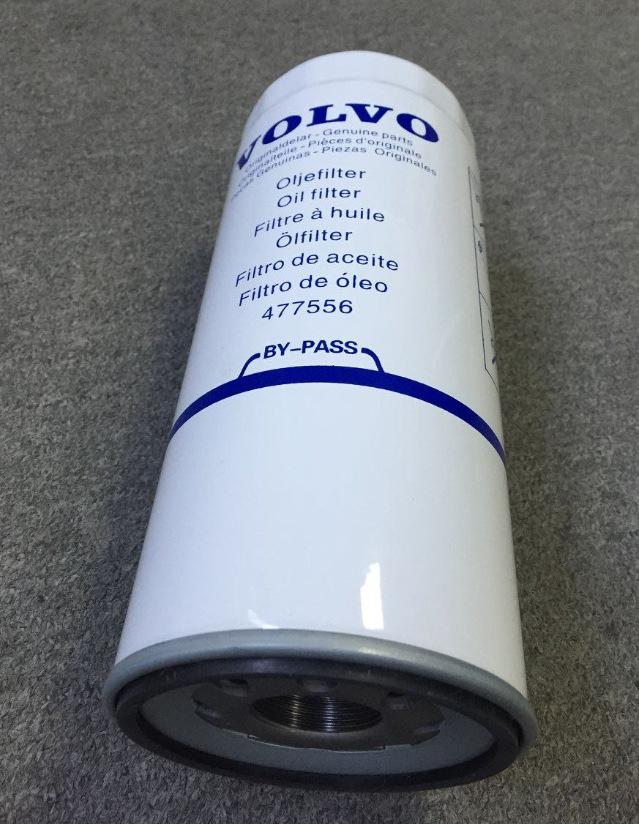 VOLVO
Originaldelar - Genuine parts
Originalteile - Pièces d'origine
Peças Genuinas - Piezas Originales
Oljefilter
Oil filter
Filtre à huile
Ölfilter
Filtro de aceite
Filtro de óleo
477556
BY-PASS